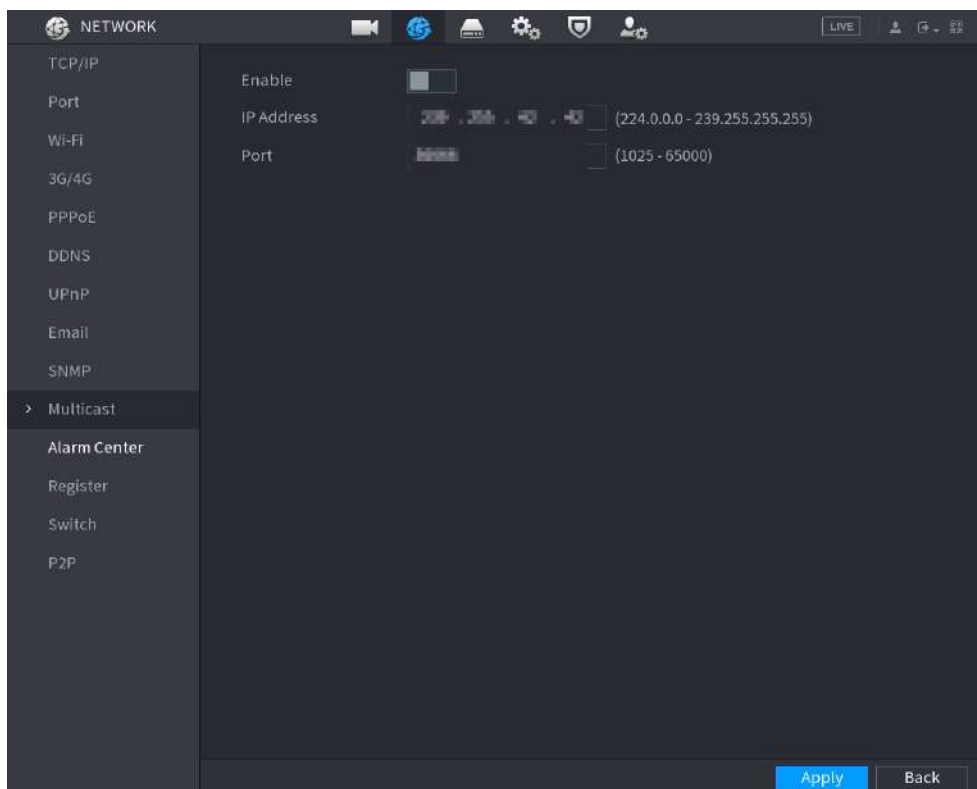 NETWORK
LIVE
TCP/IP
Port
Wi-Fi
3G/4G
PPPoE
DDNS
UPnP
Email
SNMP
> Multicast
Alarm Center
Register
Switch
P2P
Enable
IP Address (224.0.0.0 - 239.255.255.255)
Port (1025 - 65000)
Apply Back